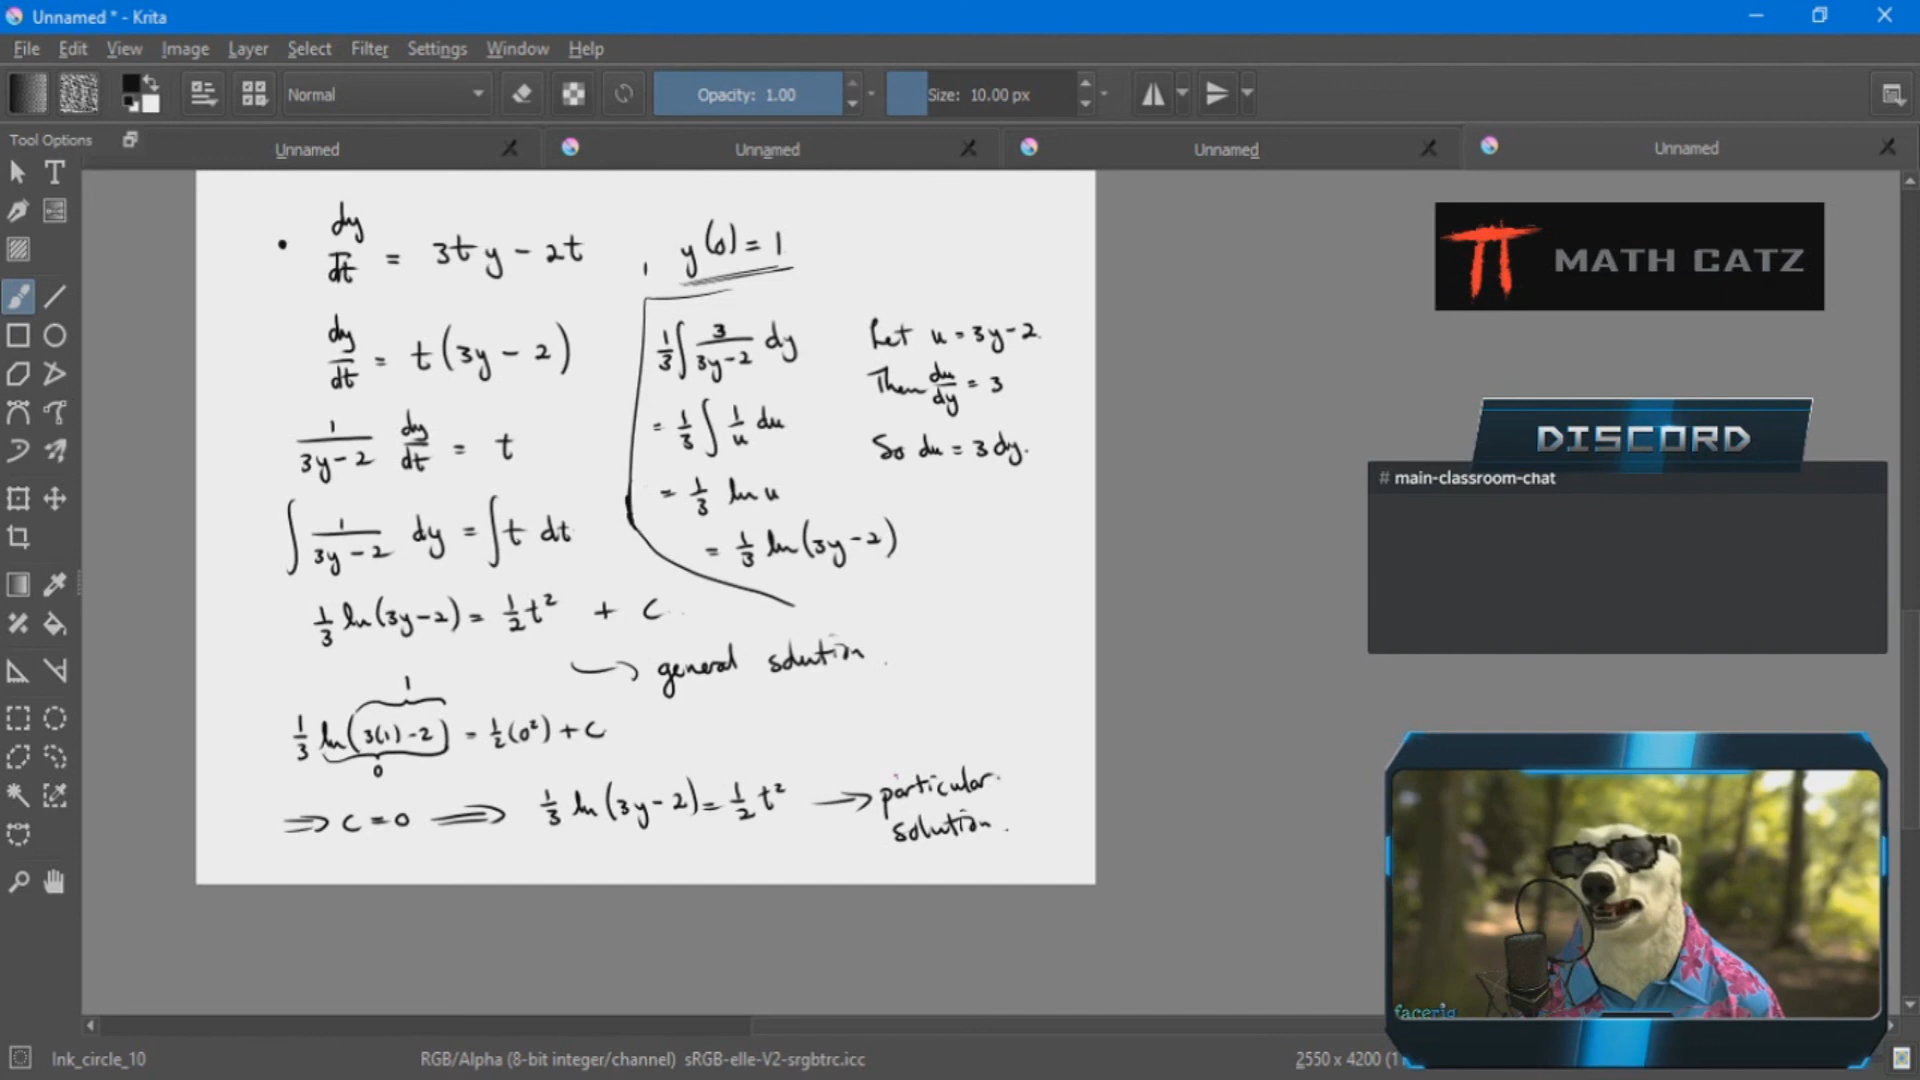 Unnamed * - Krita
File Edit View Image Layer Select Filter Settings Window Help
Normal Opacity: 1.00 Size: 10.00 px
Tool Options
Unnamed Unnamed Unnamed Unnamed
• dy/dt = 3ty - 2t , y(0) = 1
dy/dt = t(3y - 2)
1/(3y - 2) dy/dt = t
∫ 1/(3y - 2) dy = ∫ t dt
1/3 ln(3y - 2) = 1/2 t² + c
general solution.
1
1/3 ln(3(1) - 2) = 1/2(0²) + c
0
⇒ c = 0 ⇒ 1/3 ln(3y - 2) = 1/2 t² → particular
solution.
1/3 ∫ 3/(3y - 2) dy
= 1/3 ∫ 1/u du
= 1/3 ln u
= 1/3 ln(3y - 2)
Let u = 3y - 2.
Then du/dy = 3
So du = 3 dy.
MATH CATZ
DISCORD
# main-classroom-chat
facerig
Ink_circle_10
RGB/Alpha (8-bit integer/channel) sRGB-elle-V2-srgbtrc.icc
2550 x 4200 (1